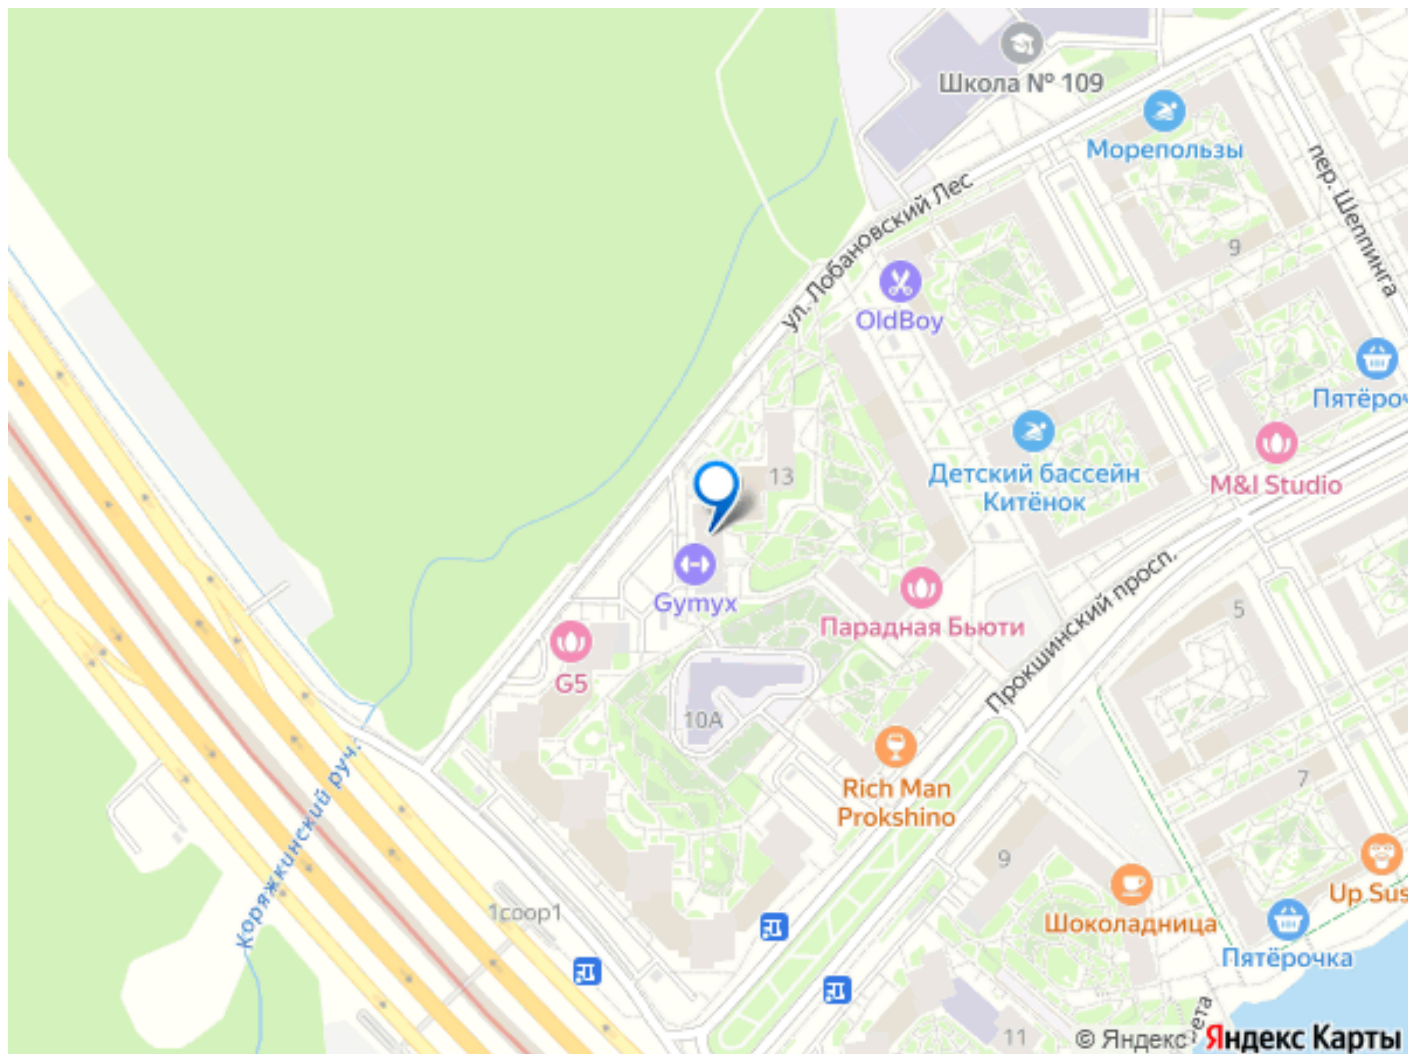 Школа № 109
Морепользы
пер. Шеппинга
ул. Лобановский Лес
9
OldBoy
Пятёроч
Детский бассейн
Китёнок
M&I Studio
13
Gymyx
Парадная Бьюти
Прокшинский просп.
5
G5
10А
Rich Man
Prokshino
7
Коряжкинский руч.
9
Шоколадница
Up Sus
1соор1
Пятёрочка
11
© Яндекс
Яндекс Карты